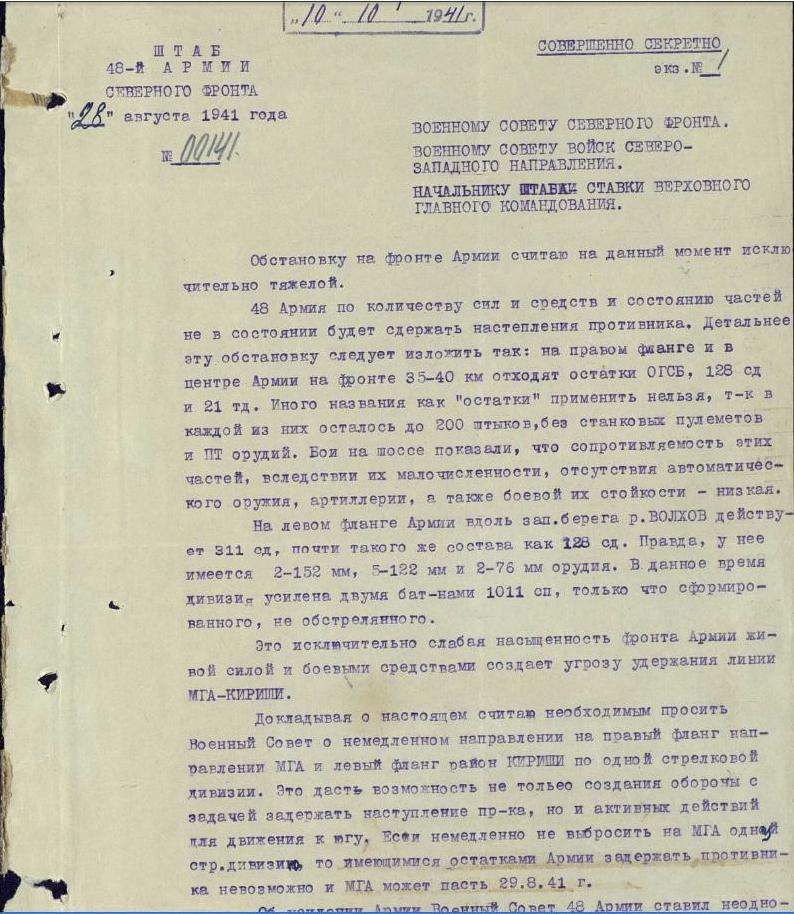 "10" 10 1941г.
ШТАБ
48-й АРМИИ
СЕВЕРНОГО ФРОНТА
"28" августа 1941 года
№ 00141.
СОВЕРШЕННО СЕКРЕТНО
экз.№ 1
ВОЕННОМУ СОВЕТУ СЕВЕРНОГО ФРОНТА.
ВОЕННОМУ СОВЕТУ ВОЙСК СЕВЕРО-
ЗАПАДНОГО НАПРАВЛЕНИЯ.
НАЧАЛЬНИКУ ШТАБА СТАВКИ ВЕРХОВНОГО
ГЛАВНОГО КОМАНДОВАНИЯ.
Обстановку на фронте Армии считаю на данный момент исклю
чительно тяжелой.
48 Армия по количеству сил и средств и состоянию частей
не в состоянии будет сдержать настепления противника. Детальнее
эту обстановку следует изложить так: на правом фланге и в
центре Армии на фронте 35-40 км отходят остатки ОГСБ, 128 сд
и 21 тд. Иного названия как "остатки" применить нельзя, т-к в
каждой из них осталось до 200 штыков,без станковых пулеметов
и ПТ орудий. Бои на шоссе показали, что сопротивляемость этих
частей, вследствии их малочисленности, отсутствия автоматичес-
кого оружия, артиллерии, а также боевой их стойкости - низкая.
На левом фланге Армии вдоль зап.берега р.ВОЛХОВ действу-
ет 311 сд, почти такого же состава как 128 сд. Правда, у нее
имеется 2-152 мм, 5-122 мм и 2-76 мм орудия. В данное время
дивизия усилена двумя бат-нами 1011 сп, только что сформиро-
ванного, не обстрелянного.
Это исключительно слабая насыщенность фронта Армии жи-
вой силой и боевыми средствами создает угрозу удержания линии
МГА-КИРИШИ.
Докладывая о настоящем считаю необходимым просить
Военный Совет о немедленном направлении на правый фланг нап-
равлении МГА и левый фланг район КИРИШИ по одной стрелковой
дивизии. Это дасть возможность не тольео создания обороны с
задачей задержать наступление пр-ка, но и активных действий
для движения к югу. Если немедленно не выбросить на МГА одну
стр.дивизию, то имеющимися остатками Армии задержать противни-
ка невозможно и МГА может пасть 29.8.41 г.
Об усилении Армии Военный Совет 48 Армии ставил неодно-